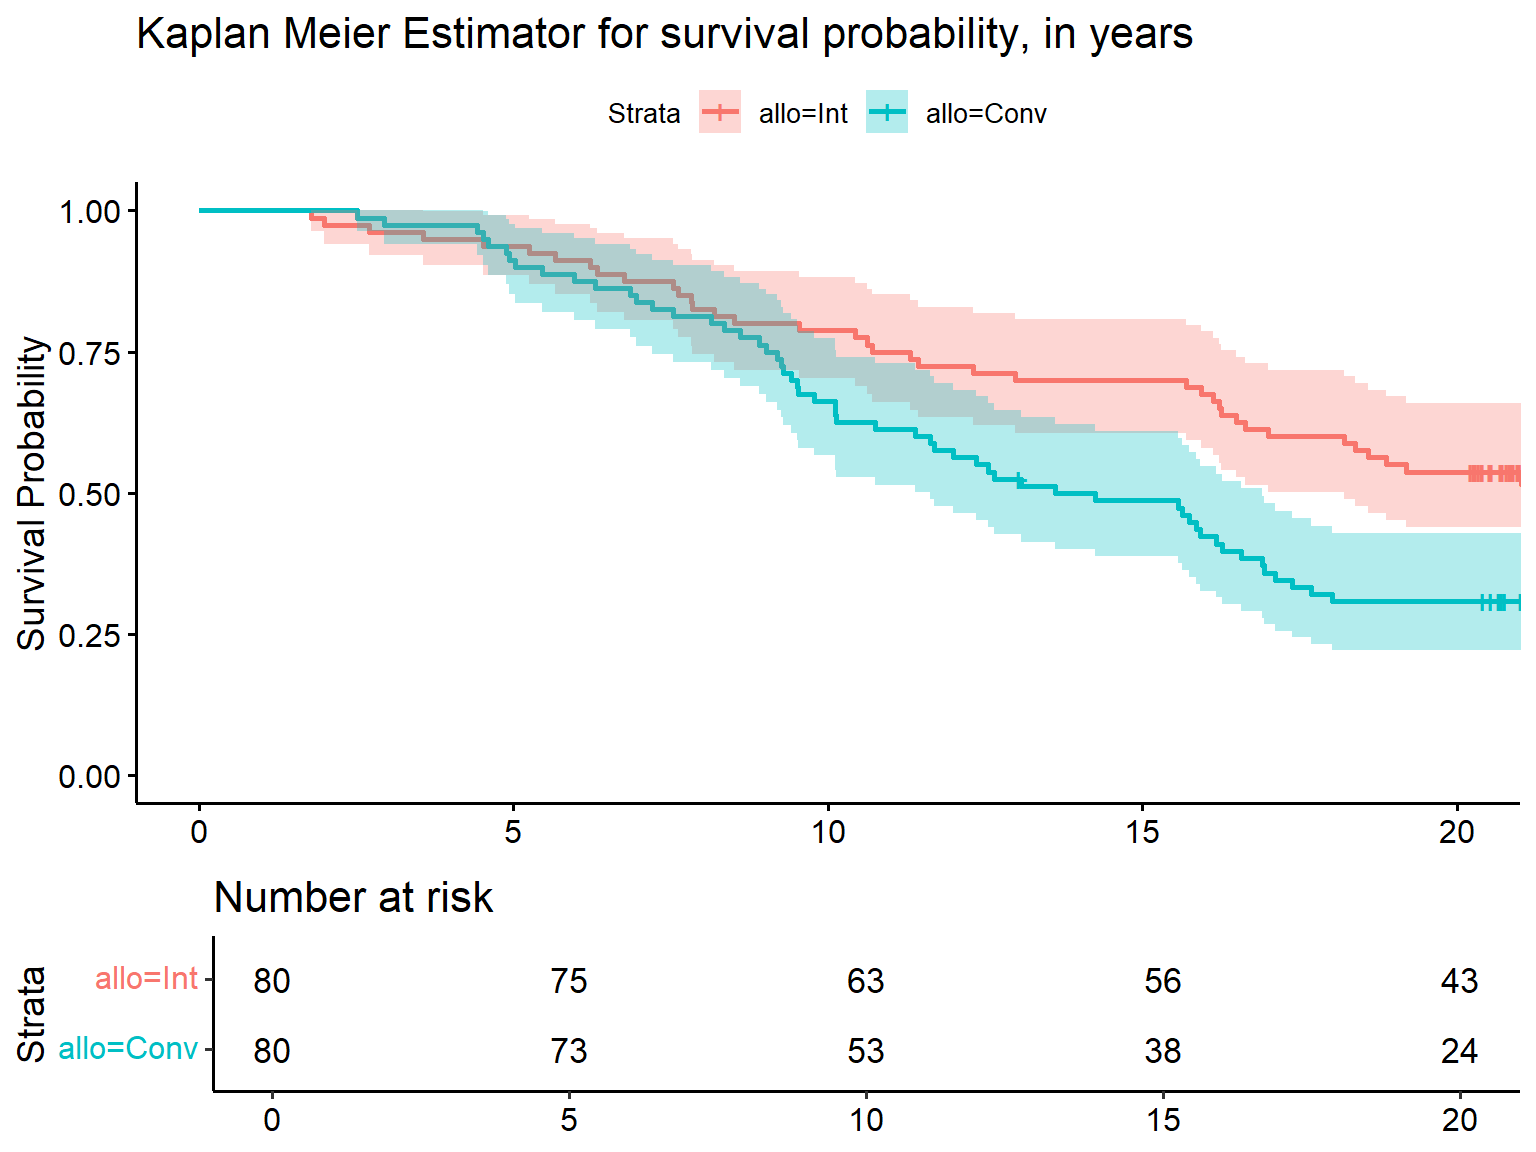 Kaplan Meier Estimator for survival probability, in years
Strata allo=Int allo=Conv
Survival Probability
1.00
0.75
0.50
0.25
0.00
0 5 10 15 20
Number at risk
Strata
allo=Int 80 75 63 56 43
allo=Conv 80 73 53 38 24
0 5 10 15 20